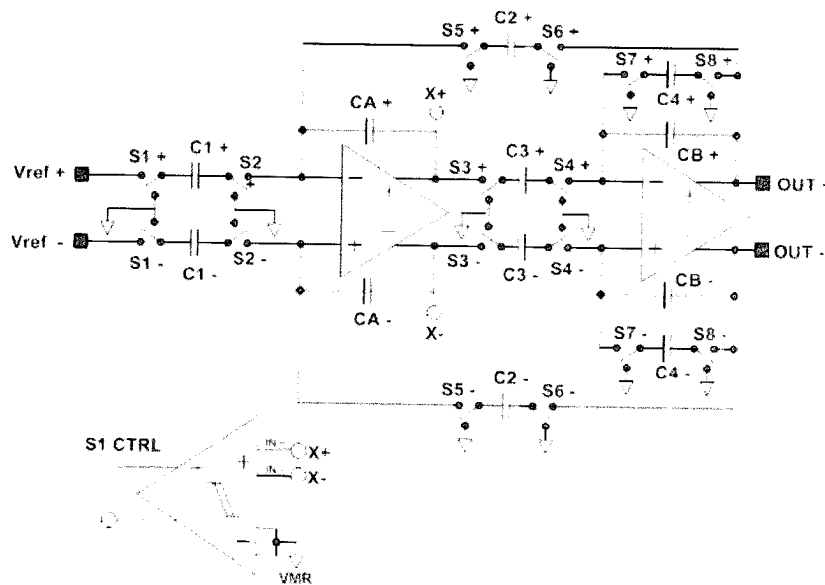 S5 + C2 + S6 +
S7 + S8 +
C4 +
X+
CA +
CB +
S1 + C1 + S2
+
S3 + C3 + S4 +
Vref +
OUT -
Vref -
S1 - C1 - S2 -
S3 - C3 - S4 -
OUT -
CA -
CB -
X-
S7 - S8 -
C4 -
S5 - C2 - S6 -
S1 CTRL
IN - X+
IN - X-
VMR